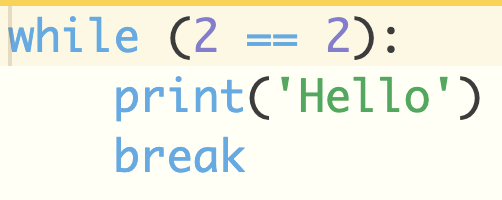 while (2 == 2):
    print('Hello')
    break